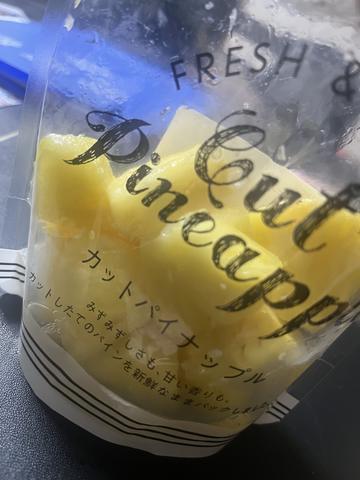 FRESH &
Cut
Pineapp
カットパイナップル
みずみずしさも、甘い香りも、
カットしたてのパインを新鮮なままパックしました。